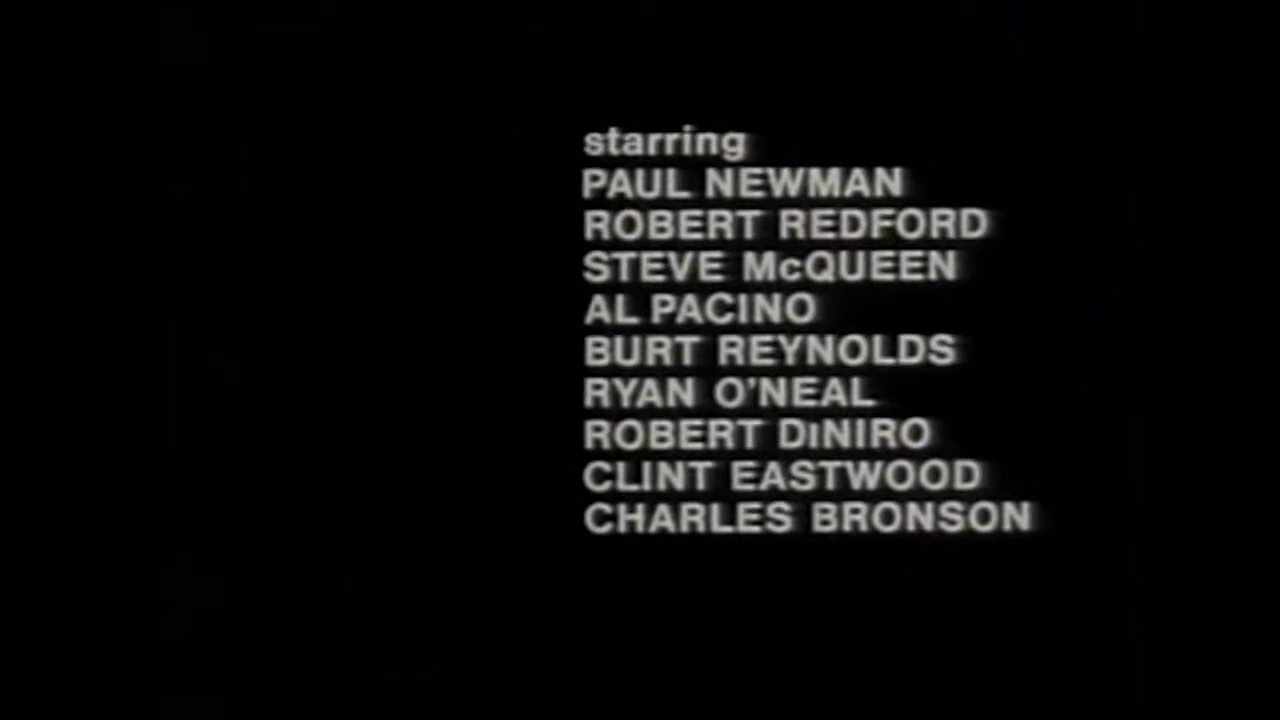 starring
PAUL NEWMAN
ROBERT REDFORD
STEVE McQUEEN
AL PACINO
BURT REYNOLDS
RYAN O'NEAL
ROBERT DiNIRO
CLINT EASTWOOD
CHARLES BRONSON